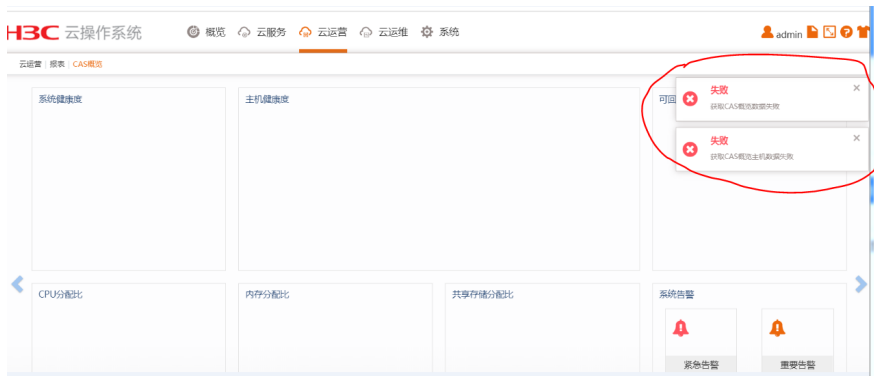 H3C 云操作系统
概览 云服务 云运营 云运维 系统
admin
云运营 报表 CAS概览
系统健康度
主机健康度
可回
失败
获取CAS概览数据失败
失败
获取CAS概览主机数据失败
CPU分配比
内存分配比
共享存储分配比
系统告警
紧急告警
重要告警